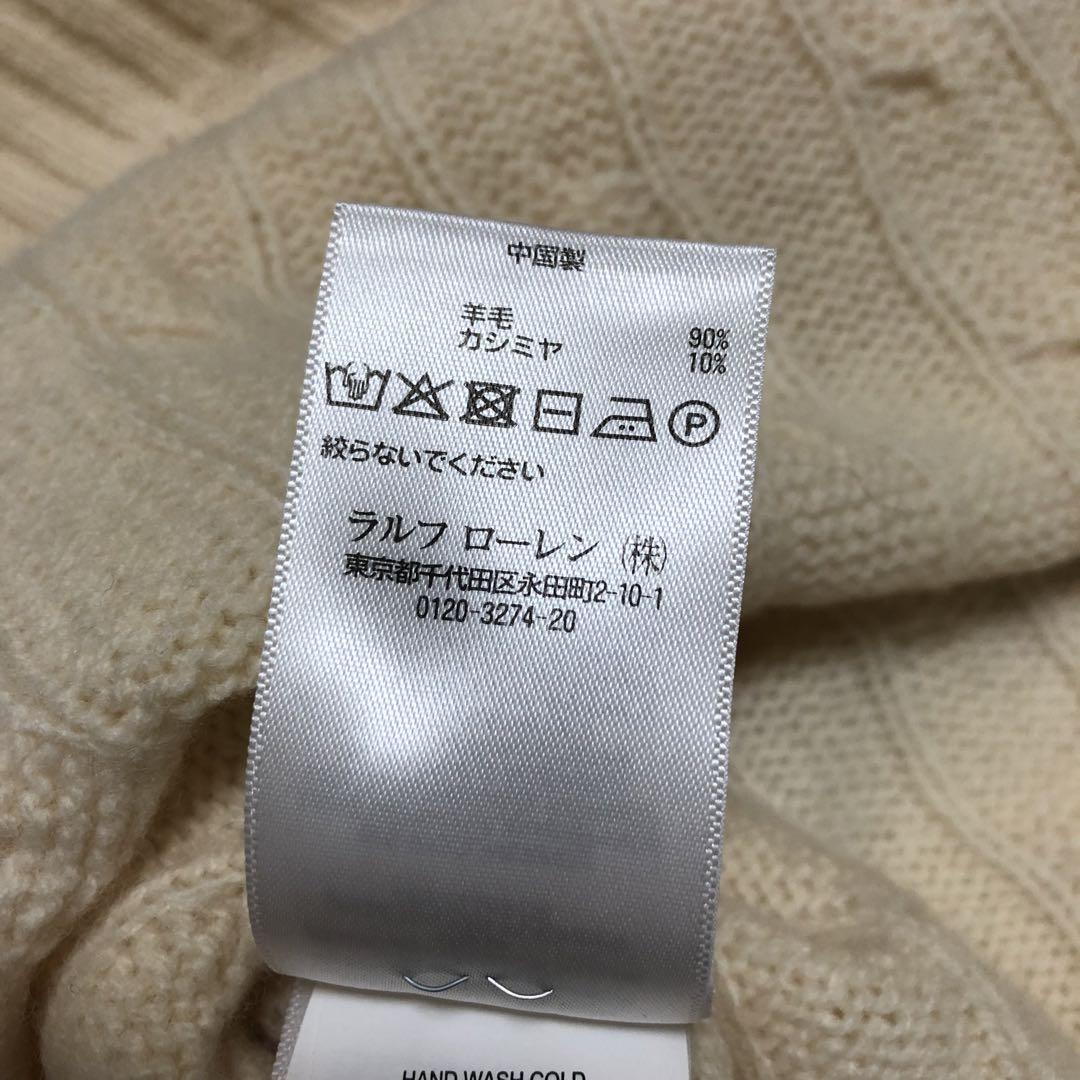 中国製
羊毛 90%
カシミヤ 10%
P
絞らないでください
ラルフ ローレン (株)
東京都千代田区永田町2-10-1
0120-3274-20
HAND WASH COLD